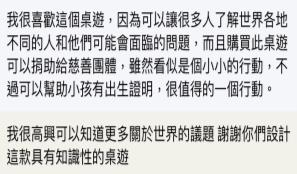 我很喜歡這個桌遊，因為可以讓很多人了解世界各地
不同的人和他們可能會面臨的問題，而且購買此桌遊
可以捐助給慈善團體，雖然看似是個小小的行動，不
過可以幫助小孩有出生證明，很值得的一個行動。
我很高興可以知道更多關於世界的議題 謝謝你們設計
這款具有知識性的桌遊